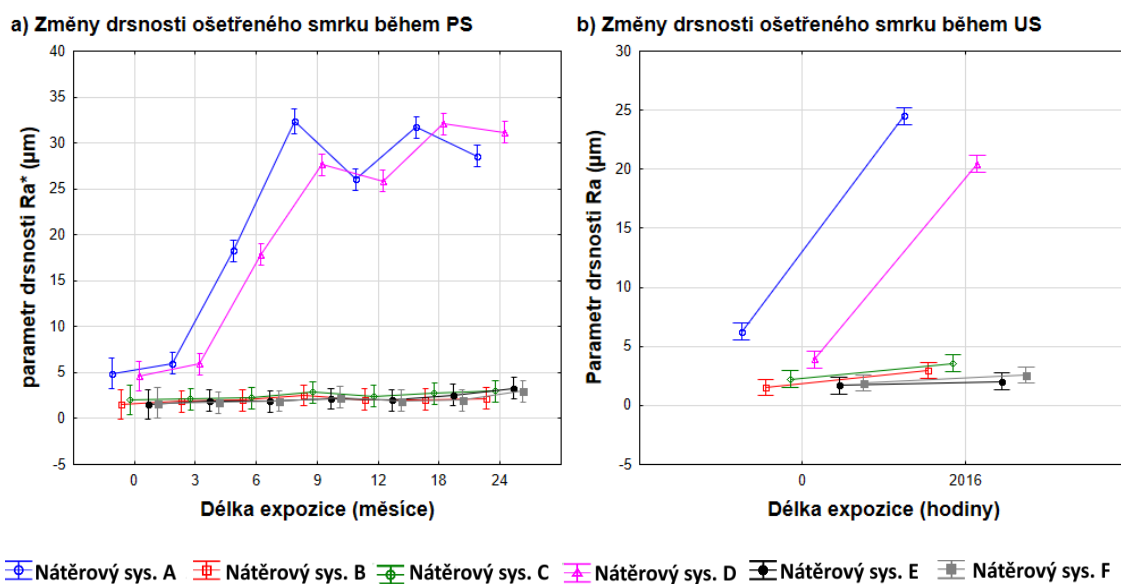 a) Změny drsnosti ošetřeného smrku během PS
40
35
30
25
20
15
10
5
0
-5
parametr drsnosti Ra* (µm)
0 3 6 9 12 18 24
Délka expozice (měsíce)
b) Změny drsnosti ošetřeného smrku během US
30
25
20
15
10
5
0
-5
Parametr drsnosti Ra (µm)
0 2016
Délka expozice (hodiny)
Nátěrový sys. A Nátěrový sys. B Nátěrový sys. C Nátěrový sys. D Nátěrový sys. E Nátěrový sys. F